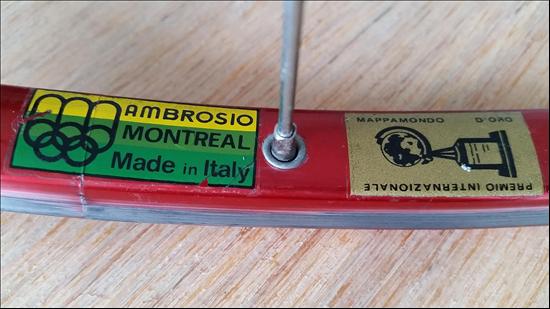 AMBROSIO
MONTREAL
Made in Italy
MAPPAMONDO D'ORO
PREMIO INTERNAZIONALE